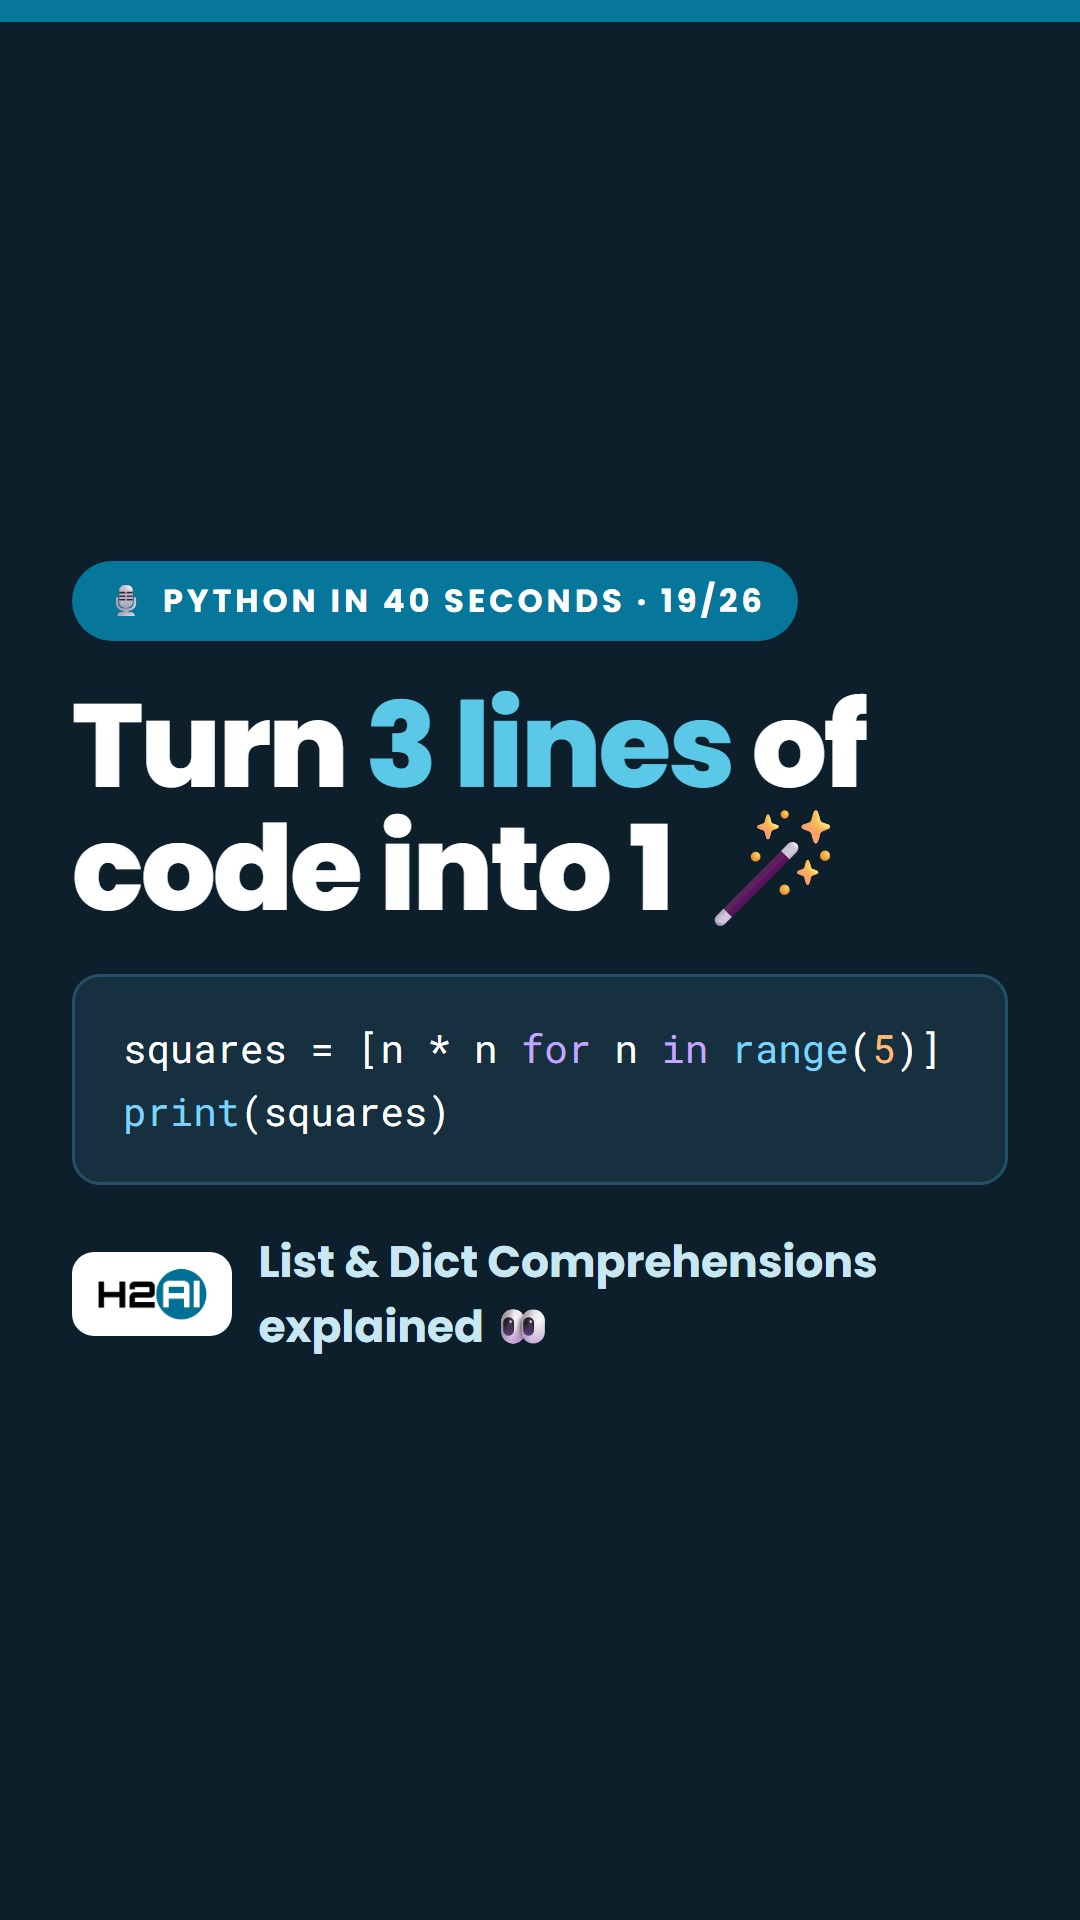 🎙️ PYTHON IN 40 SECONDS · 19/26
Turn 3 lines of
code into 1 🪄
squares = [n * n for n in range(5)]
print(squares)
H2AI
List & Dict Comprehensions
explained 👀